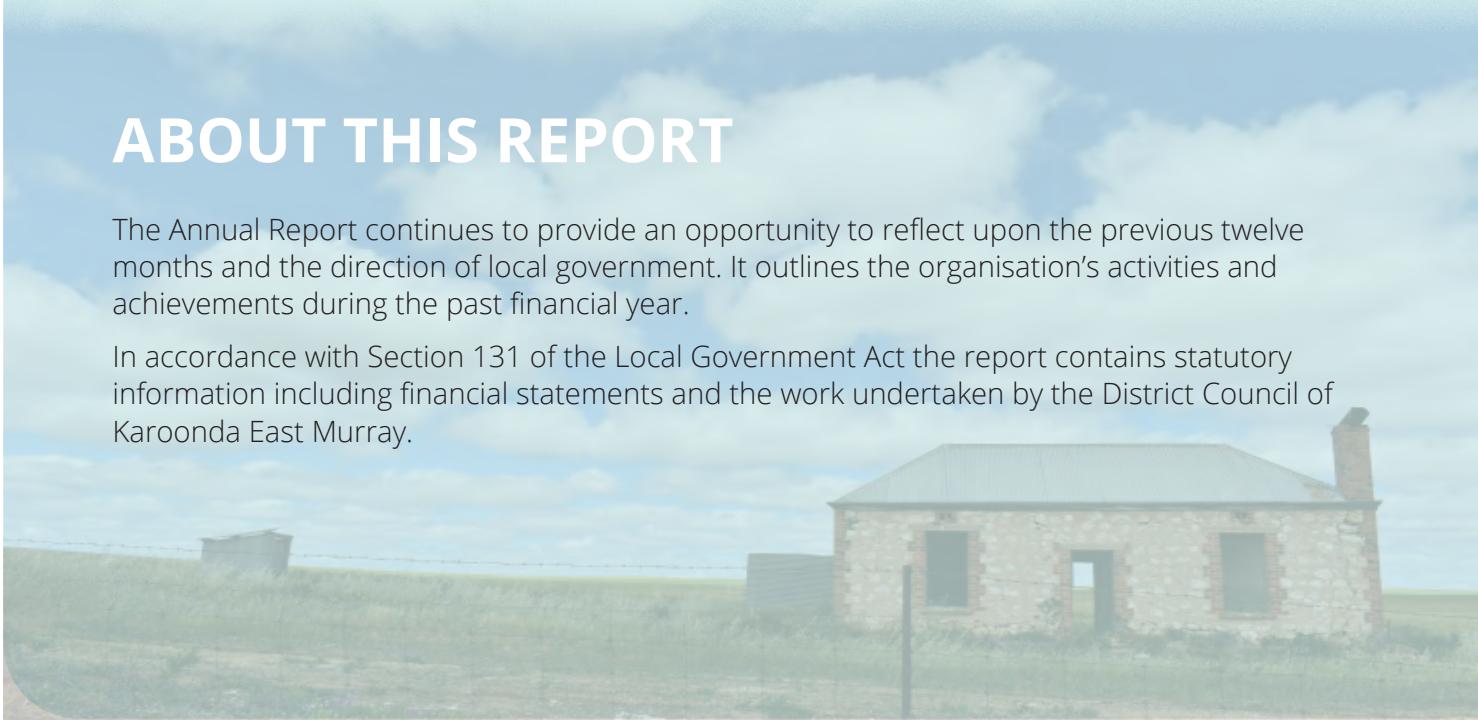 ABOUT THIS REPORT
The Annual Report continues to provide an opportunity to reflect upon the previous twelve
months and the direction of local government. It outlines the organisation’s activities and
achievements during the past financial year.
In accordance with Section 131 of the Local Government Act the report contains statutory
information including financial statements and the work undertaken by the District Council of
Karoonda East Murray.